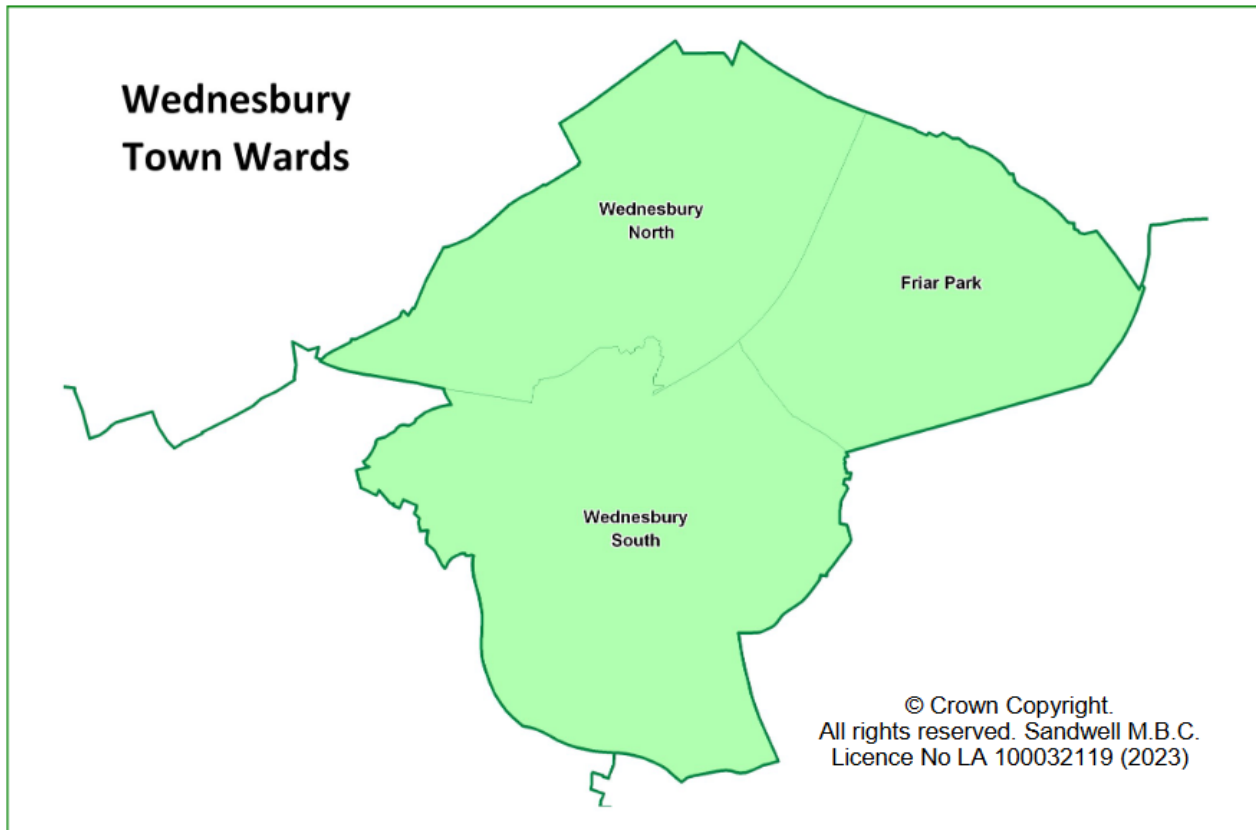 Wednesbury
Town Wards
Wednesbury
North
Friar Park
Wednesbury
South
© Crown Copyright.
All rights reserved. Sandwell M.B.C.
Licence No LA 100032119 (2023)